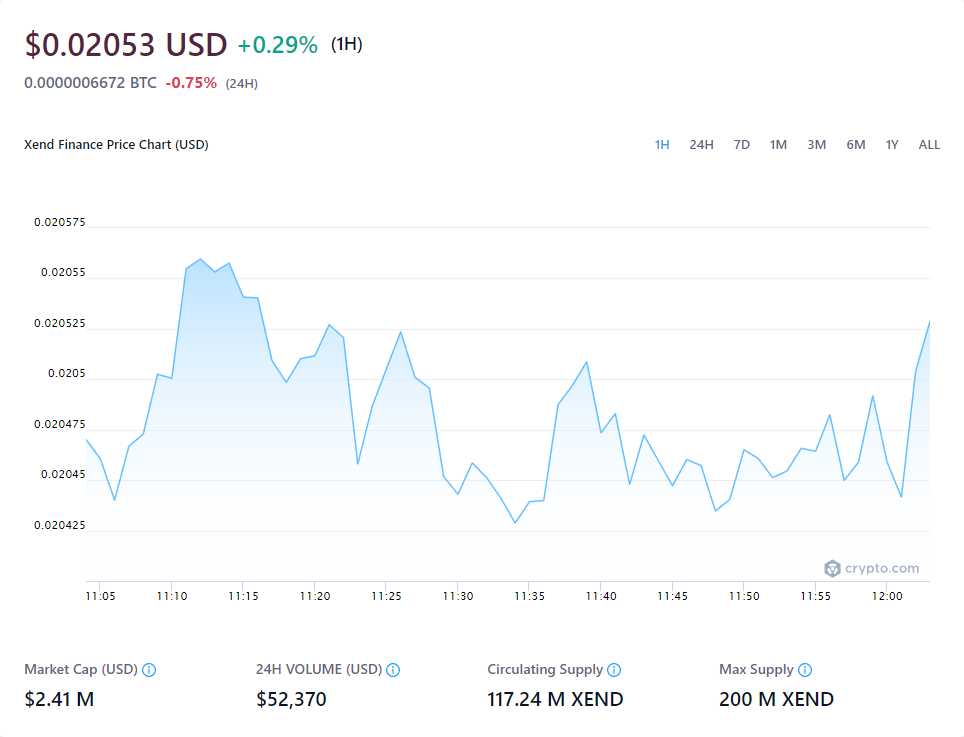 $0.02053 USD +0.29% (1H)
0.0000006672 BTC -0.75% (24H)
Xend Finance Price Chart (USD)
1H 24H 7D 1M 3M 6M 1Y ALL
0.020575
0.02055
0.020525
0.0205
0.020475
0.02045
0.020425
crypto.com
11:05 11:10 11:15 11:20 11:25 11:30 11:35 11:40 11:45 11:50 11:55 12:00
Market Cap (USD) 24H VOLUME (USD) Circulating Supply Max Supply
$2.41 M $52,370 117.24 M XEND 200 M XEND